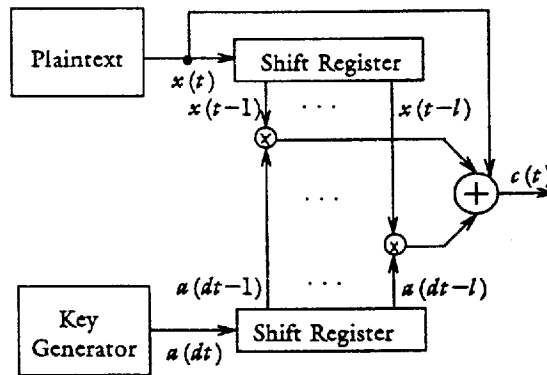 Plaintext
x(t)
Shift Register
x(t−1)
· · ·
x(t−l)
×
+
c(t)
· · ·
×
a(dt−1)
· · ·
a(dt−l)
Key
Generator
a(dt)
Shift Register